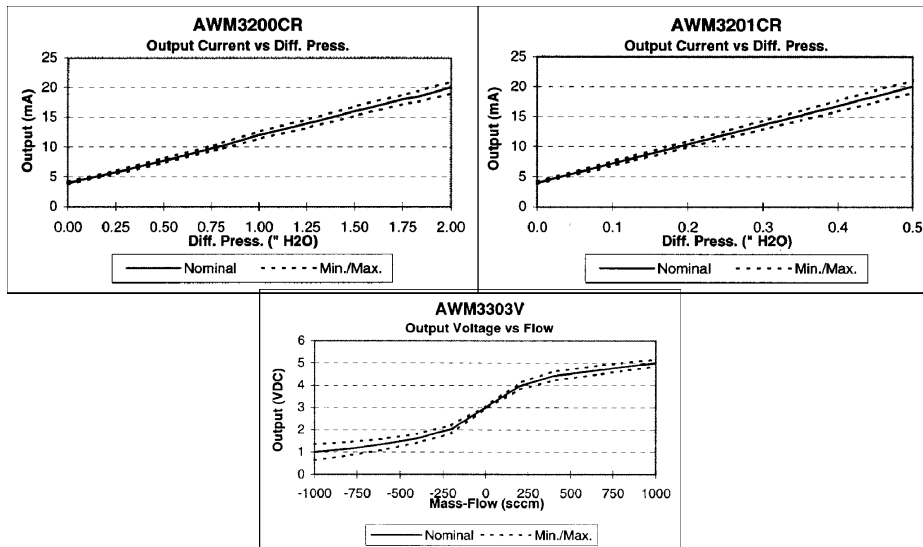 AWM3200CR
Output Current vs Diff. Press.
Output (mA)
25
20
15
10
5
0
0.00 0.25 0.50 0.75 1.00 1.25 1.50 1.75 2.00
Diff. Press. (" H2O)
Nominal Min./Max.
AWM3201CR
Output Current vs Diff. Press.
Output (mA)
25
20
15
10
5
0
0.0 0.1 0.2 0.3 0.4 0.5
Diff. Press. (" H2O)
Nominal Min./Max.
AWM3303V
Output Voltage vs Flow
Output (VDC)
6
5
4
3
2
1
0
-1000 -750 -500 -250 0 250 500 750 1000
Mass-Flow (sccm)
Nominal Min./Max.